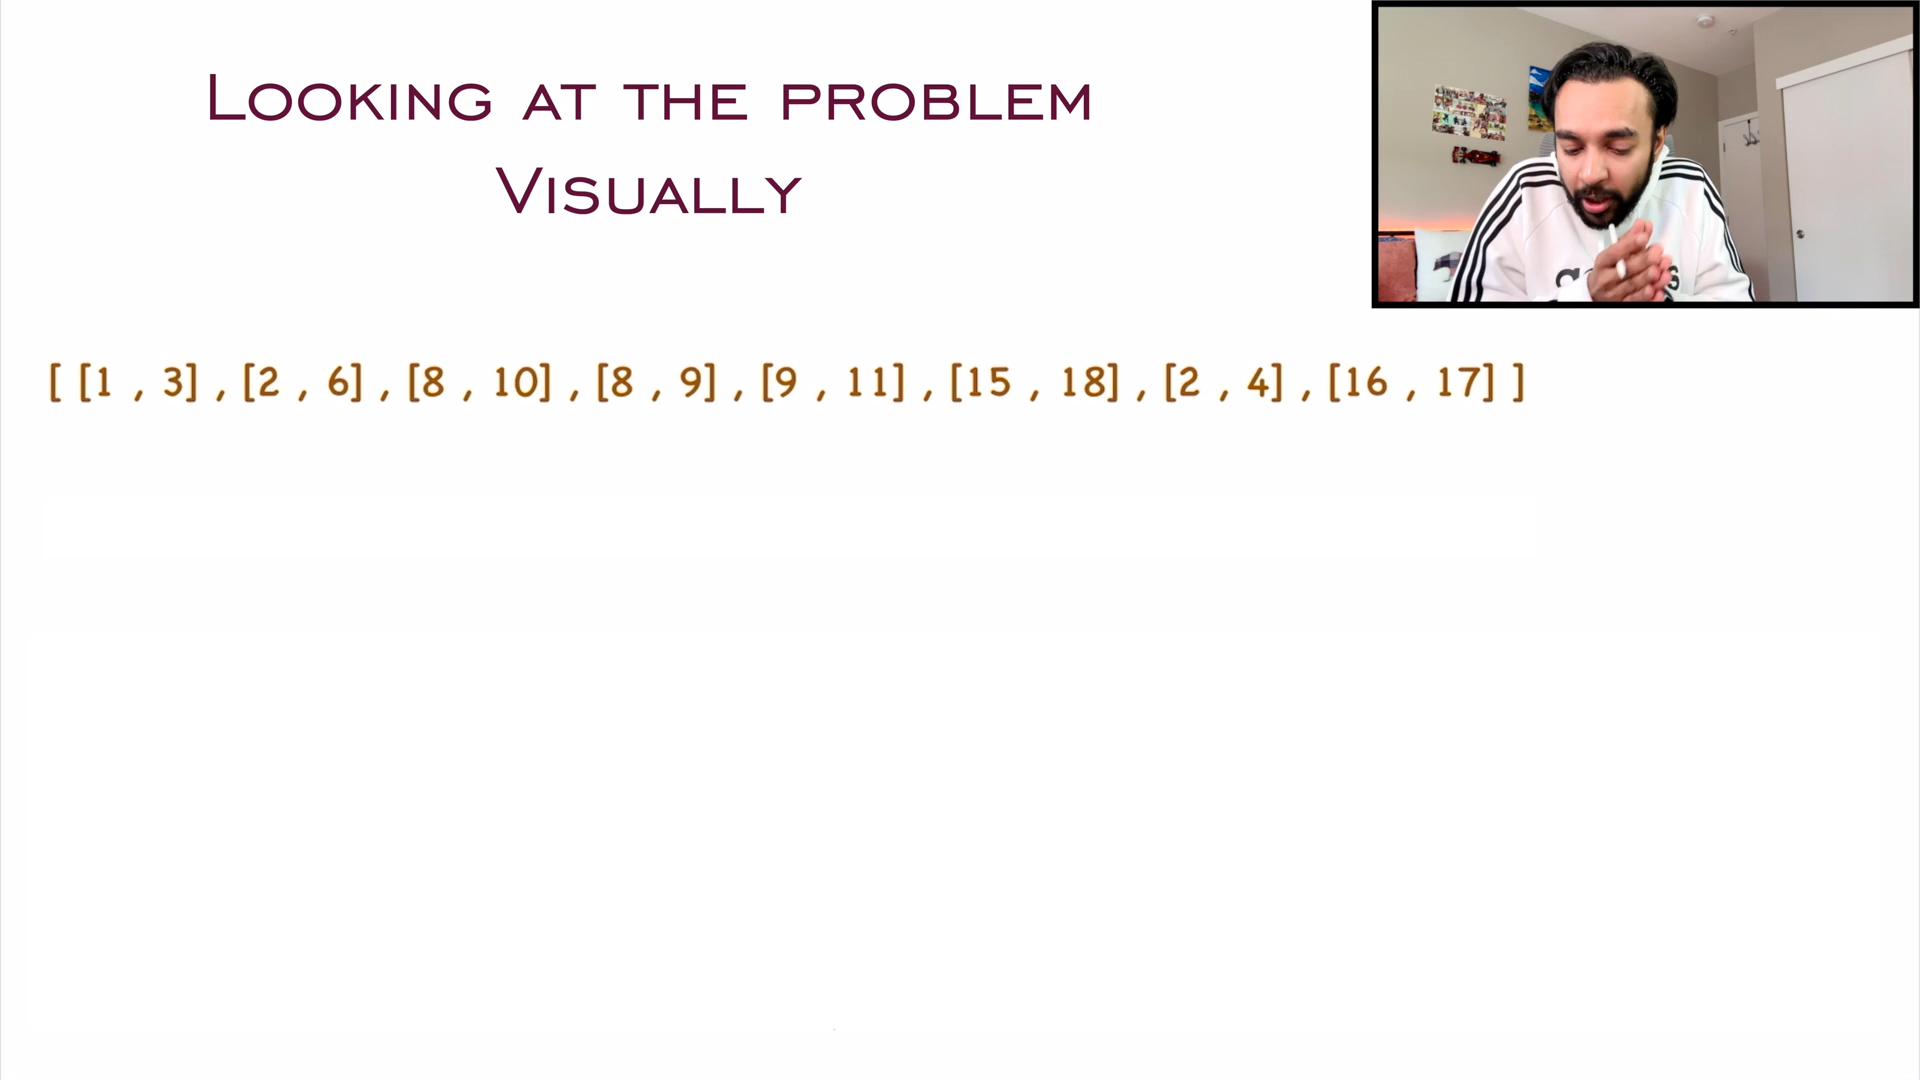 Looking at the problem
Visually
[ [1 , 3] , [2 , 6] , [8 , 10] , [8 , 9] , [9 , 11] , [15 , 18] , [2 , 4] , [16 , 17] ]